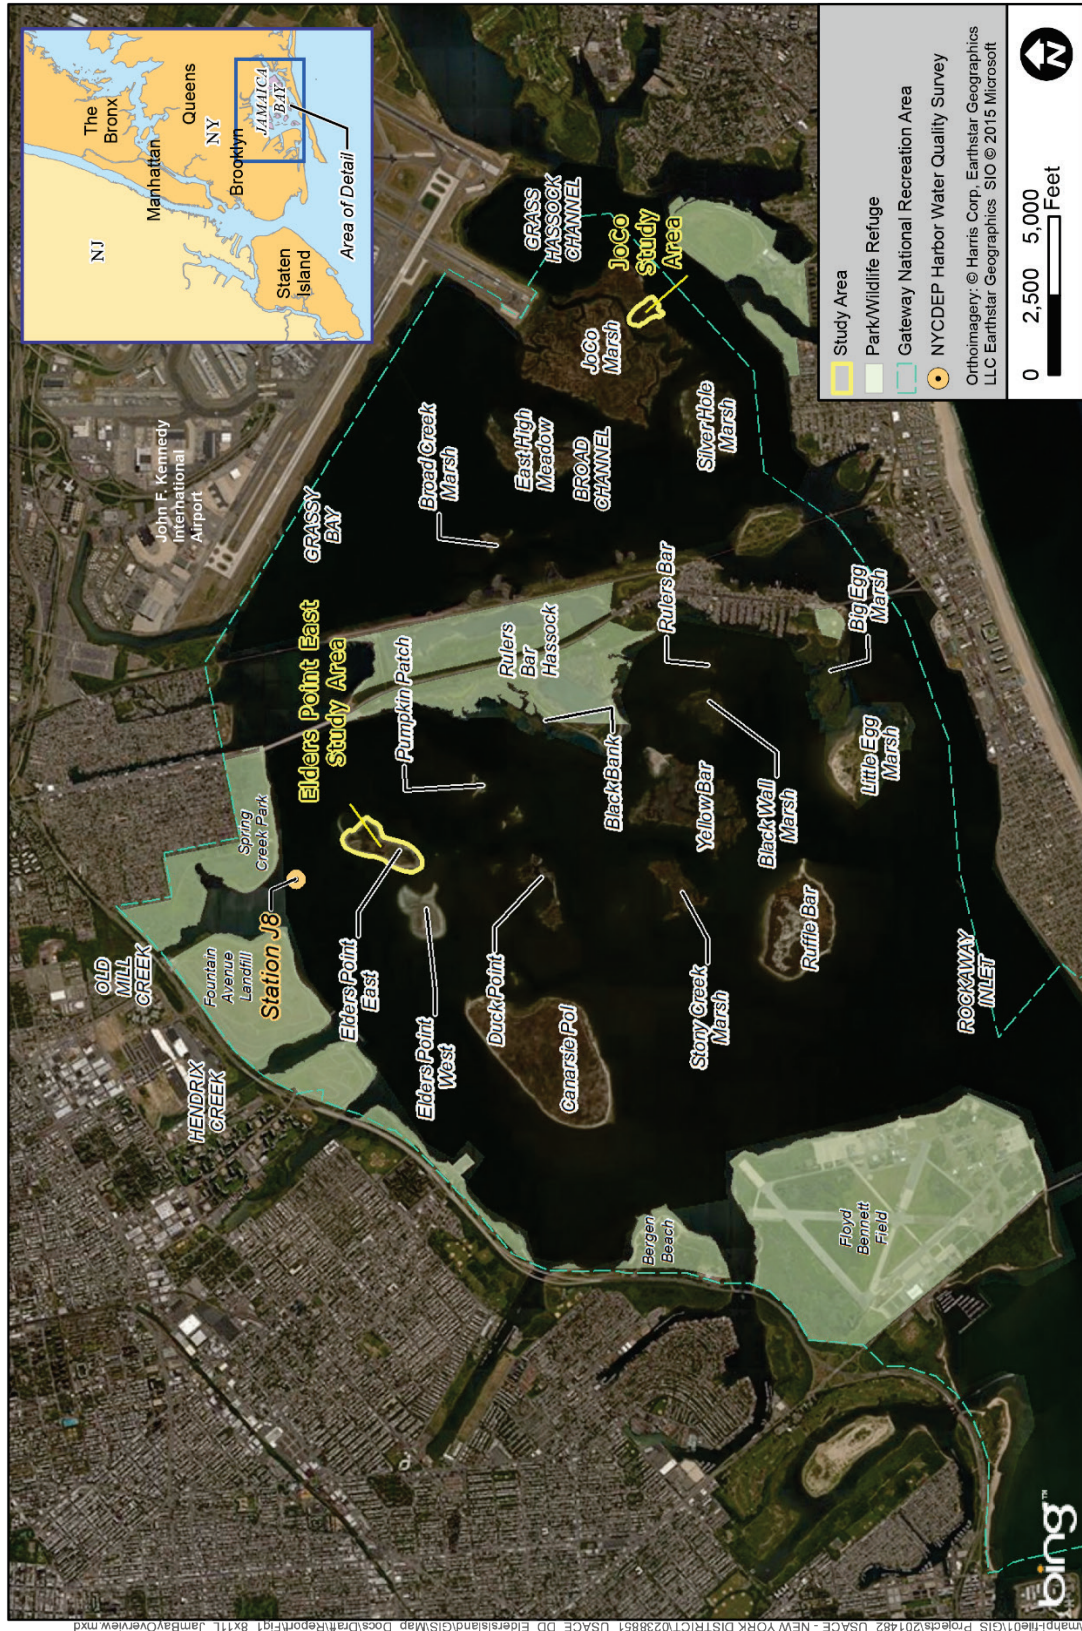 NJ
The
Bronx
Manhattan
Queens
NY
Brooklyn
JAMAICA
BAY
Staten
Island
Area of Detail
John F. Kennedy
International
Airport
GRASSY
BAY
GRASS
HASSOCK
CHANNEL
JoCo
Study
Area
JoCo
Marsh
Broad Creek
Marsh
East High
Meadow
BROAD
CHANNEL
Silver Hole
Marsh
Elders Point East
Study Area
Pumpkin Patch
Rulers
Bar
Hassock
Rulers Bar
Big Egg
Marsh
Black Bank
Yellow Bar
Black Wall
Marsh
Little Egg
Marsh
Spring
Creek Park
OLD
MILL
CREEK
Fountain
Avenue
Landfill
Station J8
HENDRIX
CREEK
Elders Point
East
Elders Point
West
Duck Point
Canarsie Pol
Stony Creek
Marsh
Ruffle Bar
ROCKAWAY
INLET
Bergen
Beach
Floyd
Bennett
Field
bing™
Study Area
Park/Wildlife Refuge
Gateway National Recreation Area
NYCDEP Harbor Water Quality Survey
Orthoimagery: © Harris Corp, Earthstar Geographics
LLC Earthstar Geographics SIO © 2015 Microsoft
0 2,500 5,000
Feet
N